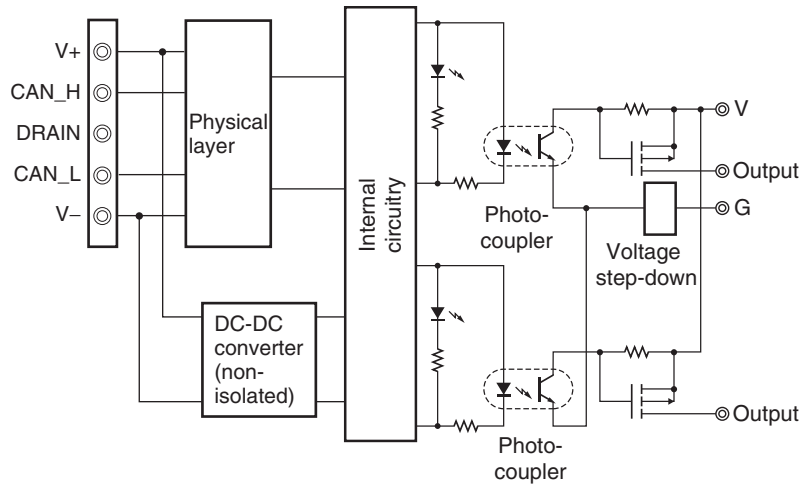 V+
CAN_H
DRAIN
CAN_L
V−
Physical
layer
DC-DC
converter
(non-
isolated)
Internal
circuitry
Photo-
coupler
V
Output
G
Voltage
step-down
Output
Photo-
coupler